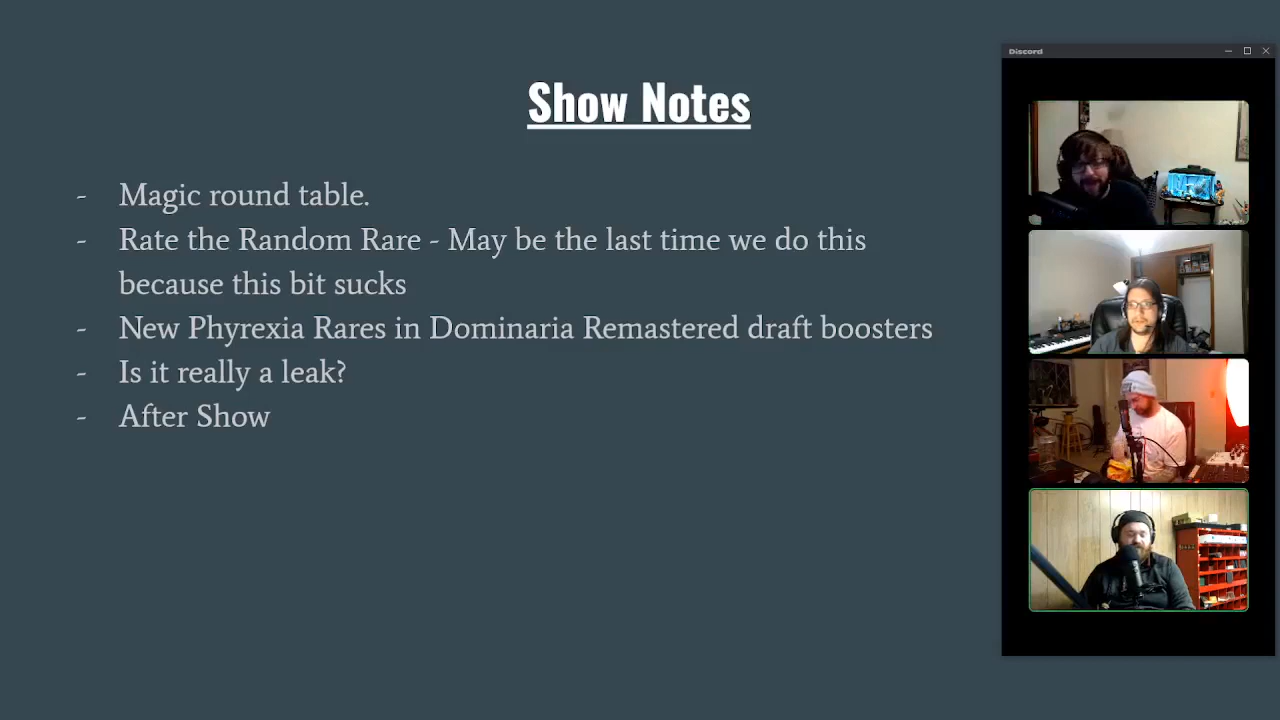 Show Notes
- Magic round table.
- Rate the Random Rare - May be the last time we do this
because this bit sucks
- New Phyrexia Rares in Dominaria Remastered draft boosters
- Is it really a leak?
- After Show
Discord